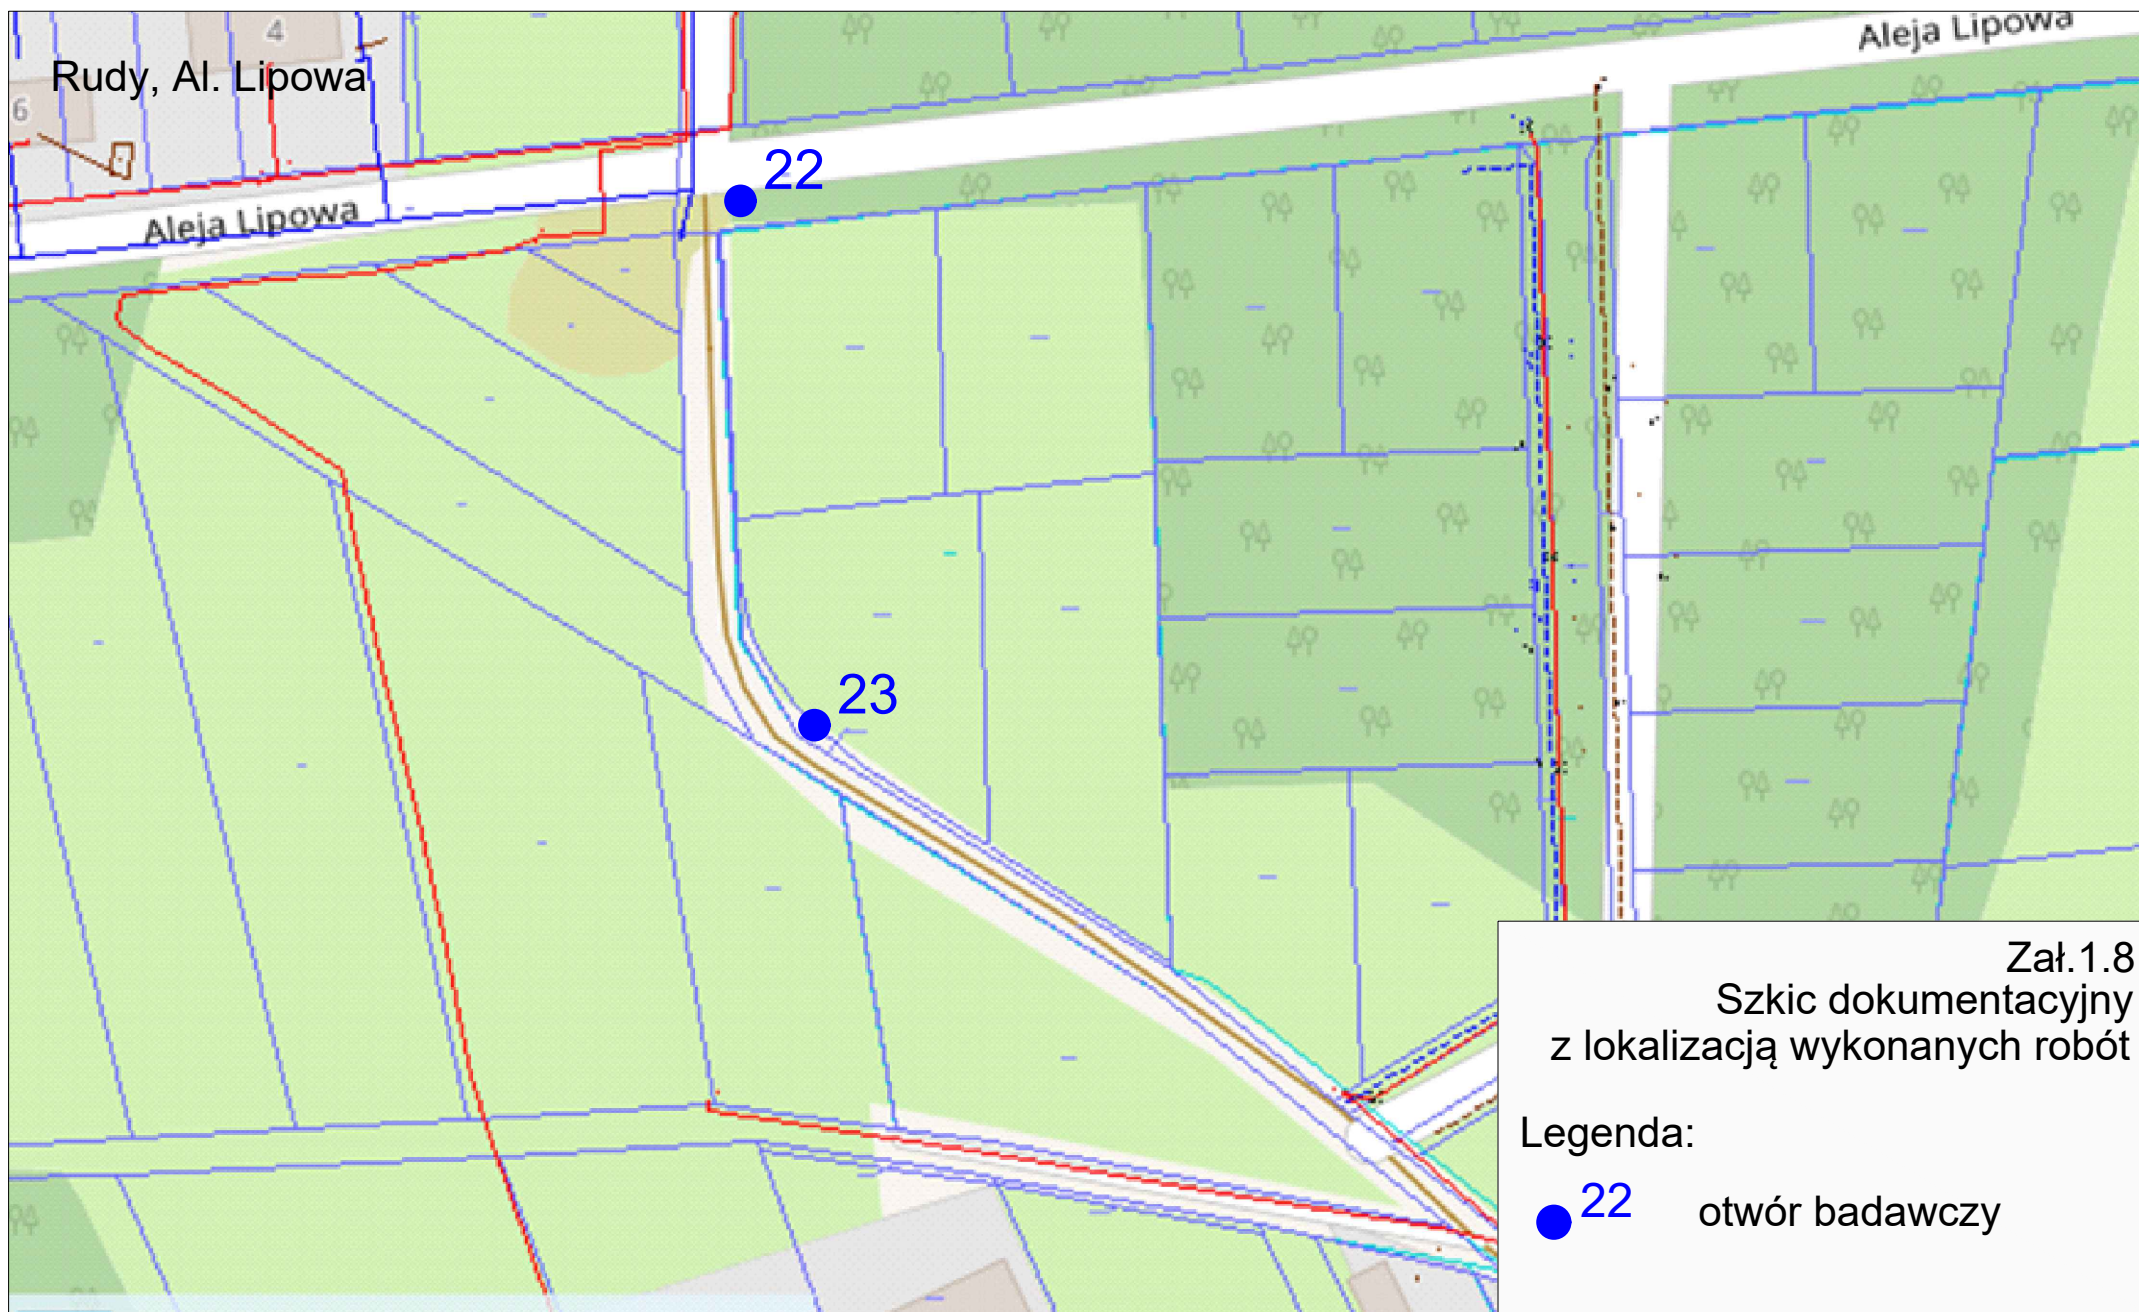 Aleja Lipowa
4
Rudy, Al. Lipowa
6
22
Aleja Lipowa
23
Zał.1.8
Szkic dokumentacyjny
z lokalizacją wykonanych robót
Legenda:
22 otwór badawczy